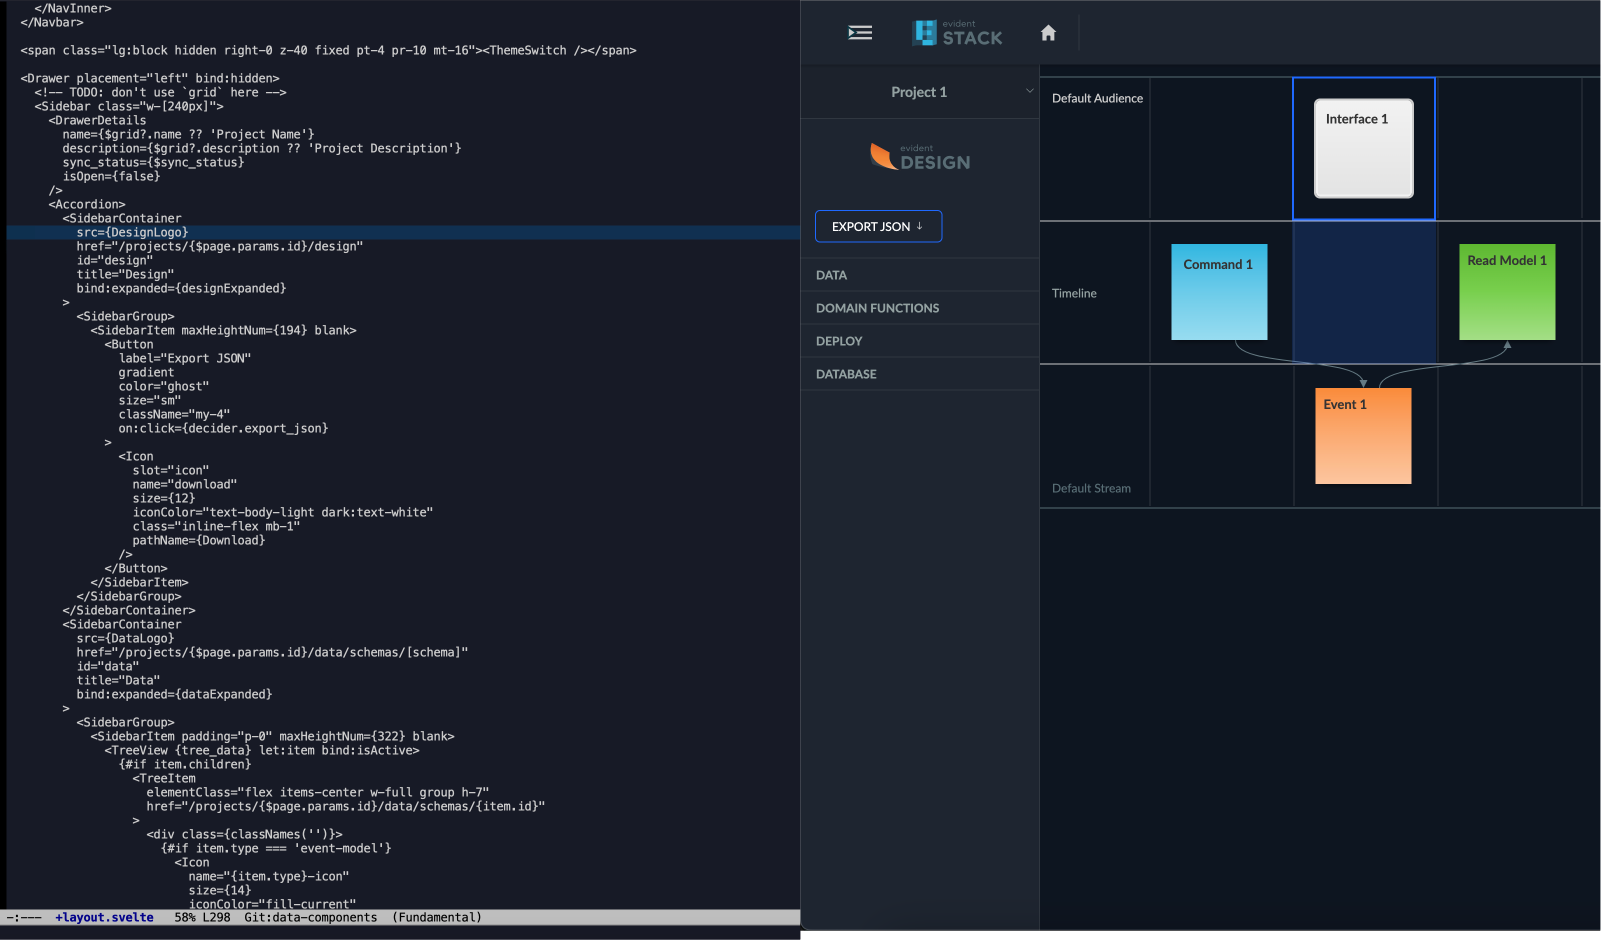 </NavInner>
</Navbar>
<span class="lg:block hidden right-0 z-40 fixed pt-4 pr-10 mt-16"><ThemeSwitch /></span>
<Drawer placement="left" bind:hidden>
<!-- TODO: don't use `grid` here -->
<Sidebar class="w-[240px]">
<DrawerDetails
name={$grid?.name ?? 'Project Name'}
description={$grid?.description ?? 'Project Description'}
sync_status={$sync_status}
isOpen={false}
/>
<Accordion>
<SidebarContainer
src={DesignLogo}
href="/projects/{$page.params.id}/design"
id="design"
title="Design"
bind:expanded={designExpanded}
>
<SidebarGroup>
<SidebarItem maxHeightNum={194} blank>
<Button
label="Export JSON"
gradient
color="ghost"
size="sm"
className="my-4"
on:click={decider.export_json}
>
<Icon
slot="icon"
name="download"
size={12}
iconColor="text-body-light dark:text-white"
class="inline-flex mb-1"
pathName={Download}
/>
</Button>
</SidebarItem>
</SidebarGroup>
</SidebarContainer>
<SidebarContainer
src={DataLogo}
href="/projects/{$page.params.id}/data/schemas/[schema]"
id="data"
title="Data"
bind:expanded={dataExpanded}
>
<SidebarGroup>
<SidebarItem padding="p-0" maxHeightNum={322} blank>
<TreeView {tree_data} let:item bind:isActive>
{#if item.children}
<TreeItem
elementClass="flex items-center w-full group h-7"
href="/projects/{$page.params.id}/data/schemas/{item.id}"
>
<div class={classNames('')}>
{#if item.type === 'event-model'}
<Icon
name="{item.type}-icon"
size={14}
iconColor="fill-current"
-:--- +layout.svelte 58% L298 Git:data-components (Fundamental)
evident
STACK
Project 1
evident
DESIGN
EXPORT JSON ↓
DATA
DOMAIN FUNCTIONS
DEPLOY
DATABASE
Default Audience
Interface 1
Timeline
Command 1
Read Model 1
Event 1
Default Stream